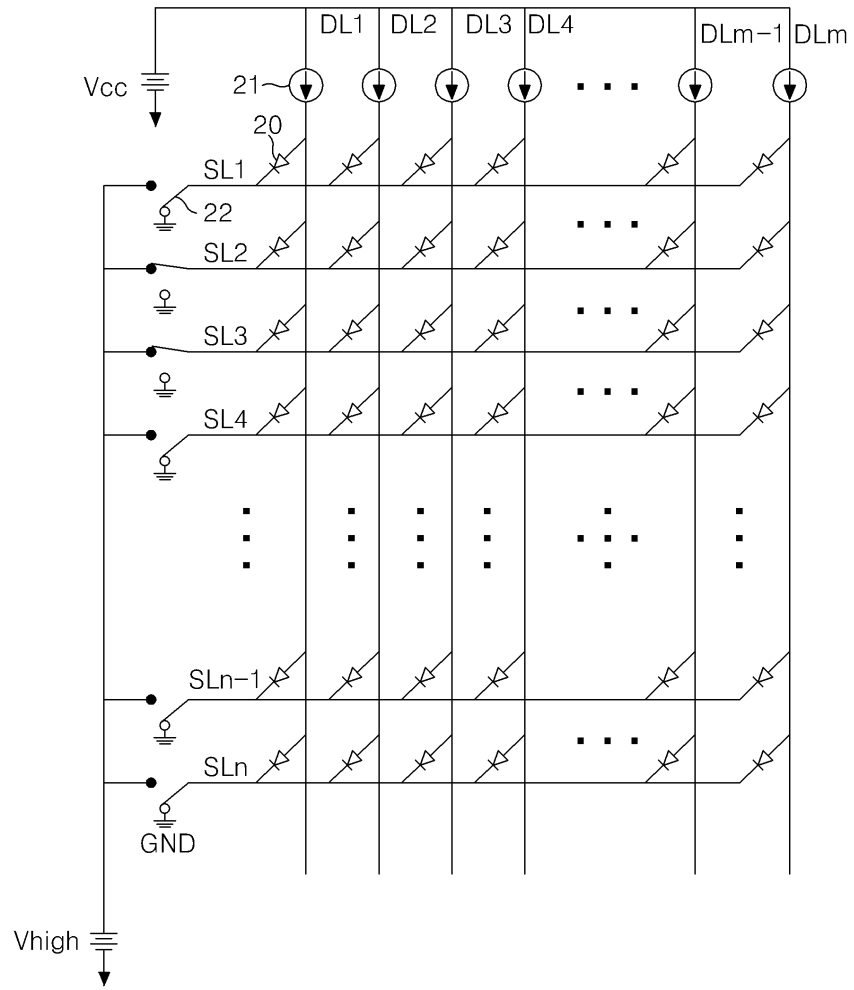 DL1 DL2 DL3 DL4 DLm-1 DLm
Vcc
21
20
SL1
22
SL2
SL3
SL4
SLn-1
SLn
GND
Vhigh